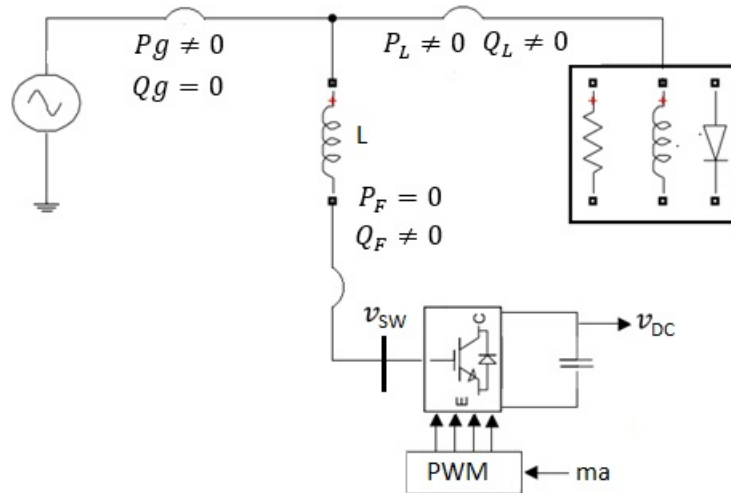 Pg ≠ 0
Qg = 0
P_L ≠ 0 Q_L ≠ 0
L
P_F = 0
Q_F ≠ 0
v_SW
C
E
v_DC
PWM
ma